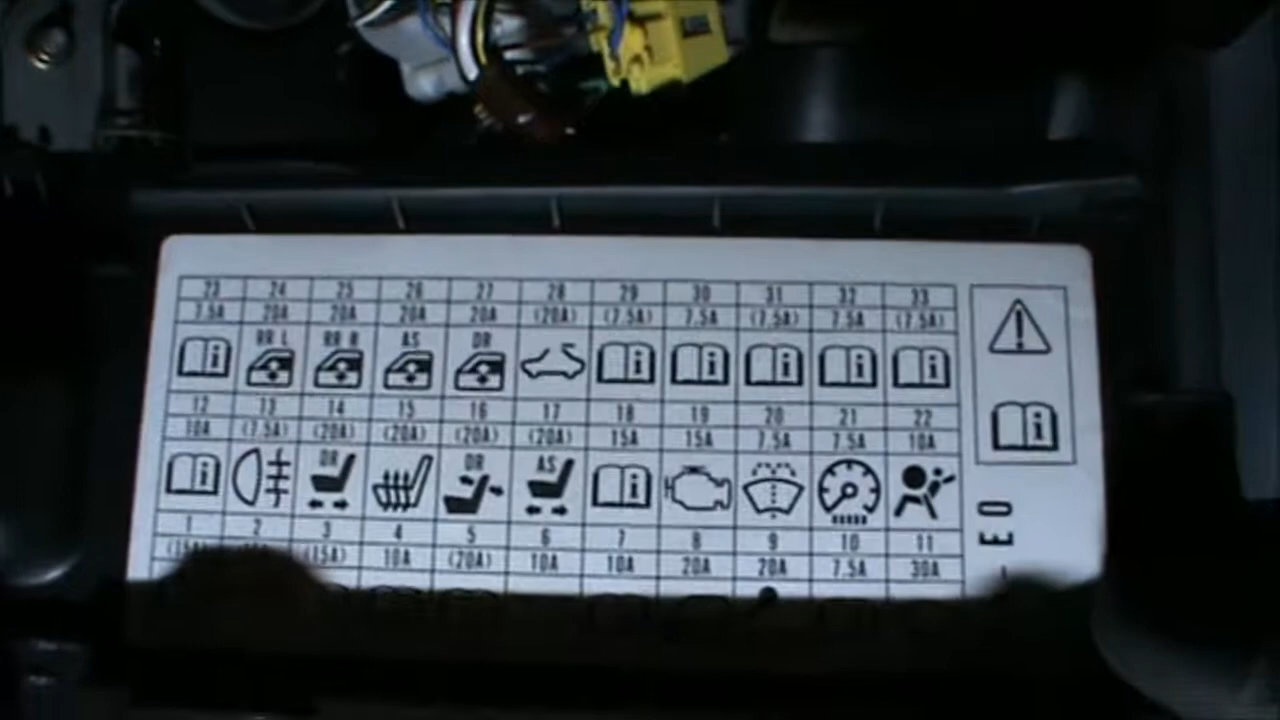 23 24 25 26 27 28 29 30 31 32 33
7.5A 20A 20A 20A 20A (20A) (7.5A) 7.5A (7.5A) 7.5A (7.5A)
RR L RR R AS DR
12 13 14 15 16 17 18 19 20 21 22
10A (7.5A) (20A) (20A) (20A) (20A) 15A 15A 7.5A 7.5A 10A
DR DR AS
1 2 3 4 5 6 7 8 9 10 11
(15A) (15A) 10A (20A) 10A 10A 20A 20A 7.5A 30A
E0